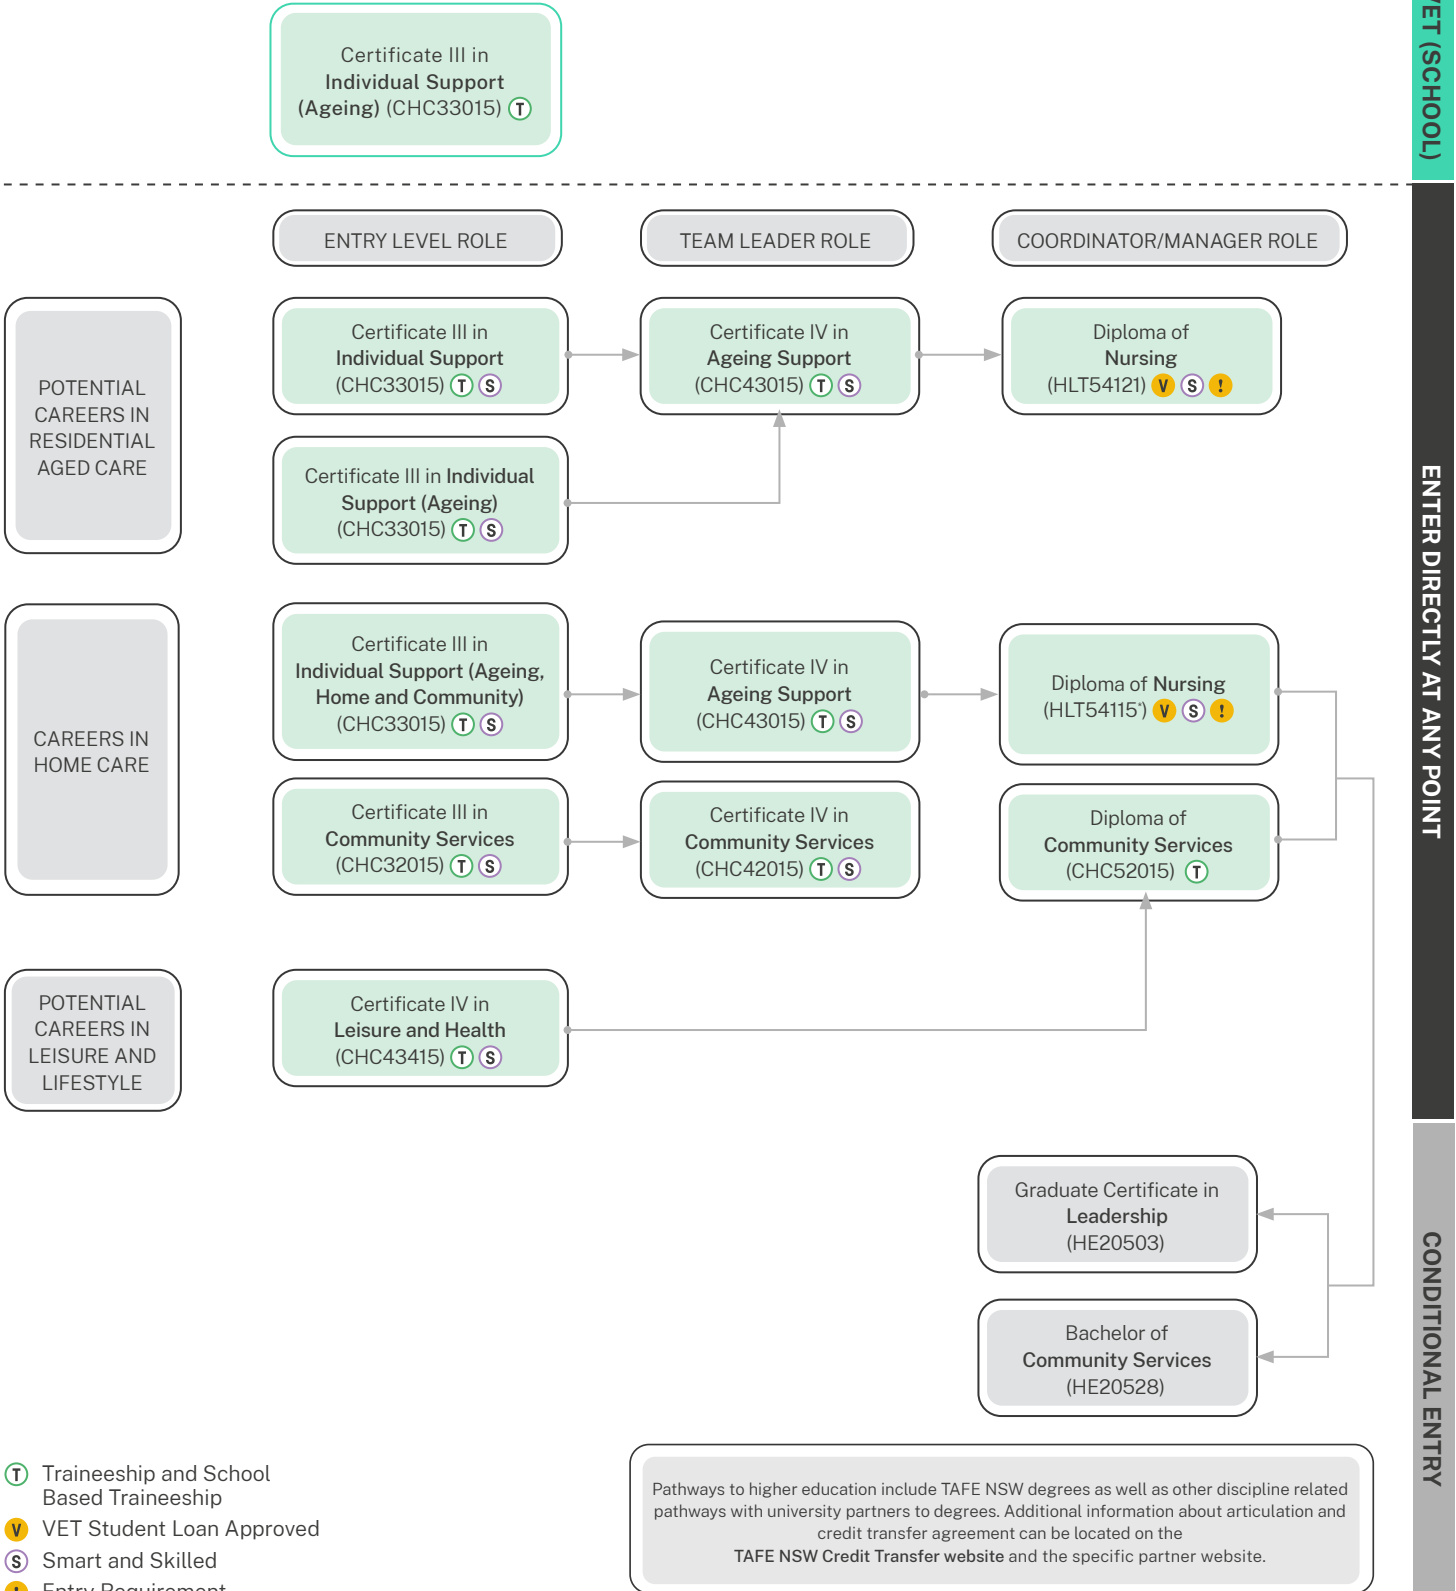 VET (SCHOOL)
Certificate III in
Individual Support
(Ageing) (CHC33015) T
ENTRY LEVEL ROLE
TEAM LEADER ROLE
COORDINATOR/MANAGER ROLE
POTENTIAL
CAREERS IN
RESIDENTIAL
AGED CARE
Certificate III in
Individual Support
(CHC33015) T S
Certificate IV in
Ageing Support
(CHC43015) T S
Diploma of
Nursing
(HLT54121) V S !
Certificate III in Individual
Support (Ageing)
(CHC33015) T S
ENTER DIRECTLY AT ANY POINT
CAREERS IN
HOME CARE
Certificate III in
Individual Support (Ageing,
Home and Community)
(CHC33015) T S
Certificate IV in
Ageing Support
(CHC43015) T S
Diploma of Nursing
(HLT54115*) V S !
Certificate III in
Community Services
(CHC32015) T S
Certificate IV in
Community Services
(CHC42015) T S
Diploma of
Community Services
(CHC52015) T
POTENTIAL
CAREERS IN
LEISURE AND
LIFESTYLE
Certificate IV in
Leisure and Health
(CHC43415) T S
Graduate Certificate in
Leadership
(HE20503)
Bachelor of
Community Services
(HE20528)
CONDITIONAL ENTRY
T Traineeship and School
Based Traineeship
V VET Student Loan Approved
S Smart and Skilled
! Entry Requirement
Pathways to higher education include TAFE NSW degrees as well as other discipline related
pathways with university partners to degrees. Additional information about articulation and
credit transfer agreement can be located on the
TAFE NSW Credit Transfer website and the specific partner website.